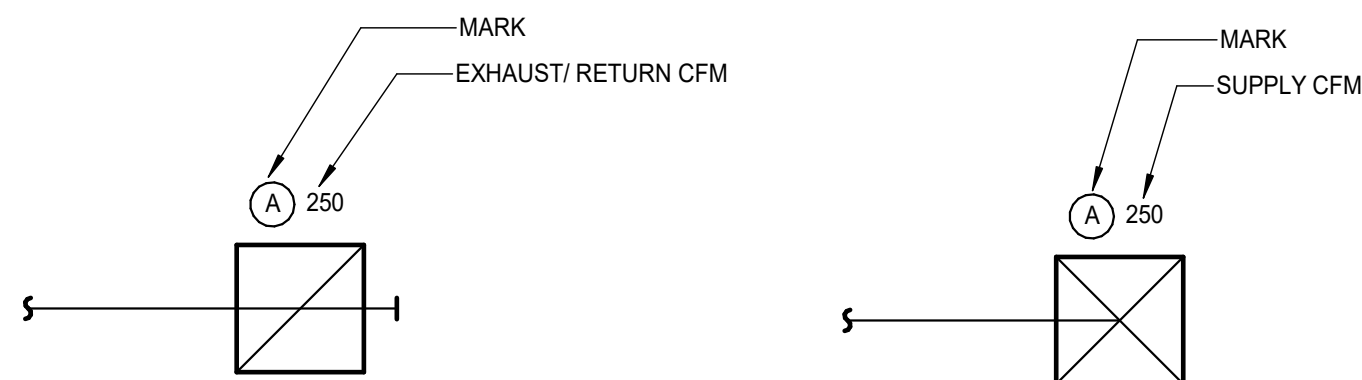 MARK
EXHAUST/ RETURN CFM
A 250
MARK
SUPPLY CFM
A 250